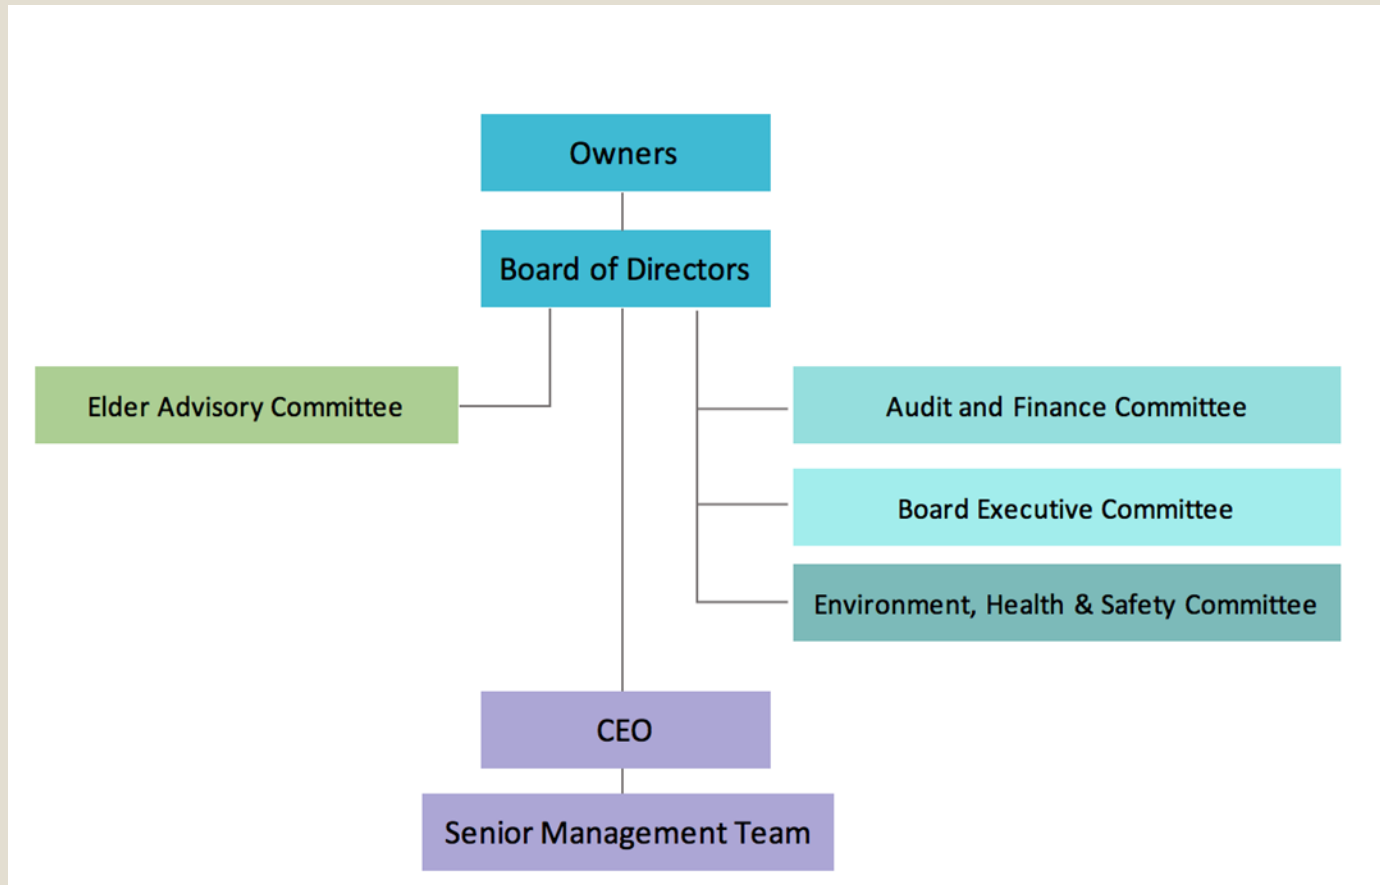 Owners
Board of Directors
Elder Advisory Committee
Audit and Finance Committee
Board Executive Committee
Environment, Health & Safety Committee
CEO
Senior Management Team